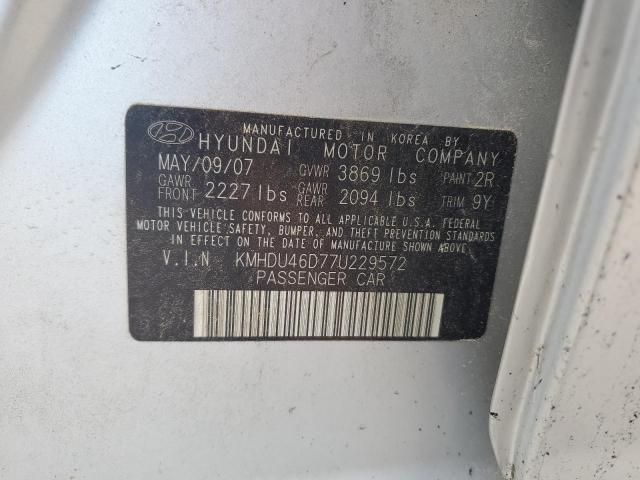 MANUFACTURED IN KOREA BY
HYUNDAI MOTOR COMPANY
MAY/09/07 GVWR 3869 lbs PAINT 2R
GAWR FRONT 2227 lbs GAWR REAR 2094 lbs TRIM 9Y
THIS VEHICLE CONFORMS TO ALL APPLICABLE U.S.A. FEDERAL
MOTOR VEHICLE SAFETY, BUMPER, AND THEFT PREVENTION STANDARDS
IN EFFECT ON THE DATE OF MANUFACTURE SHOWN ABOVE.
V.I.N KMHDU46D77U229572
PASSENGER CAR